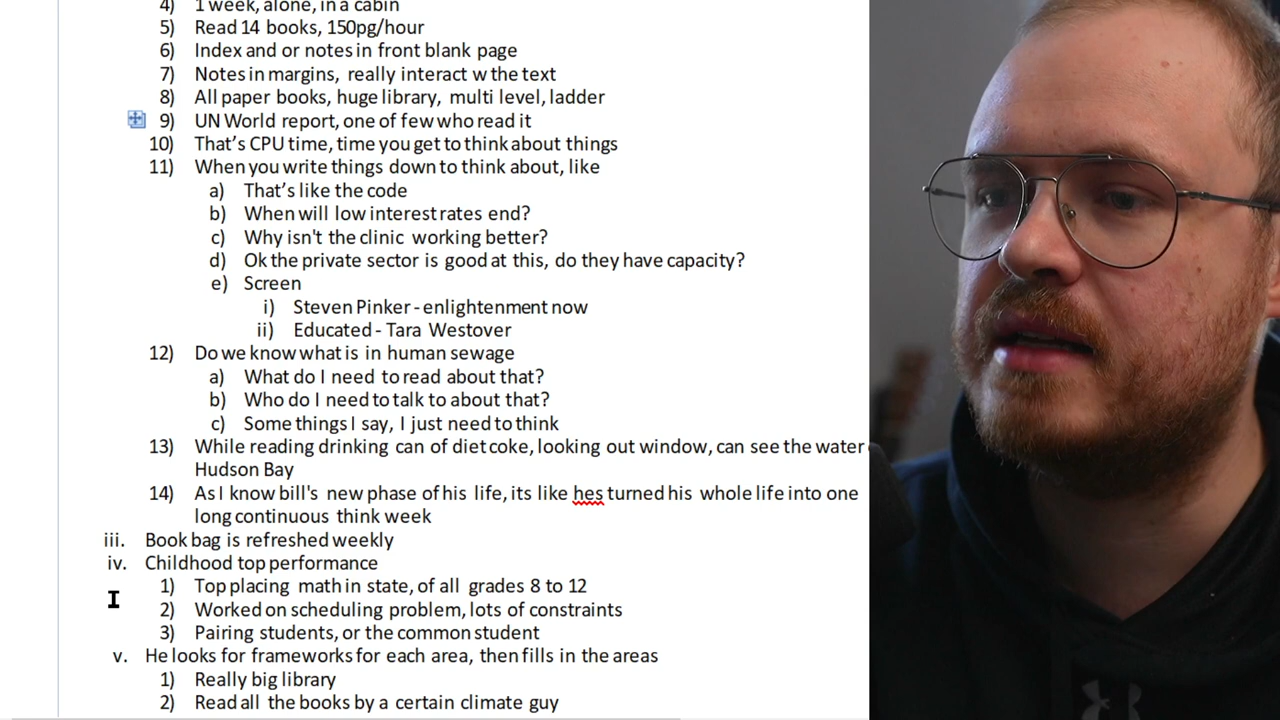 4) 1 week, alone, in a cabin
5) Read 14 books, 150pg/hour
6) Index and or notes in front blank page
7) Notes in margins, really interact w the text
8) All paper books, huge library, multi level, ladder
9) UN World report, one of few who read it
10) That's CPU time, time you get to think about things
11) When you write things down to think about, like
a) That's like the code
b) When will low interest rates end?
c) Why isn't the clinic working better?
d) Ok the private sector is good at this, do they have capacity?
e) Screen
i) Steven Pinker - enlightenment now
ii) Educated - Tara Westover
12) Do we know what is in human sewage
a) What do I need to read about that?
b) Who do I need to talk to about that?
c) Some things I say, I just need to think
13) While reading drinking can of diet coke, looking out window, can see the water
Hudson Bay
14) As I know bill's new phase of his life, its like hes turned his whole life into one
long continuous think week
iii. Book bag is refreshed weekly
iv. Childhood top performance
1) Top placing math in state, of all grades 8 to 12
2) Worked on scheduling problem, lots of constraints
3) Pairing students, or the common student
v. He looks for frameworks for each area, then fills in the areas
1) Really big library
2) Read all the books by a certain climate guy